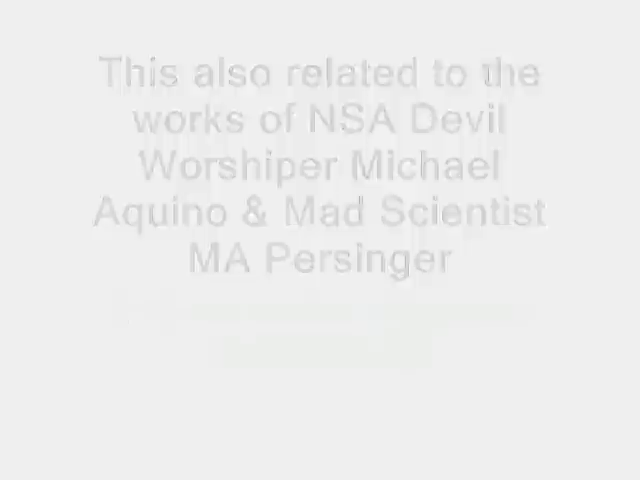 This also related to the
works of NSA Devil
Worshiper Michael
Aquino & Mad Scientist
MA Persinger